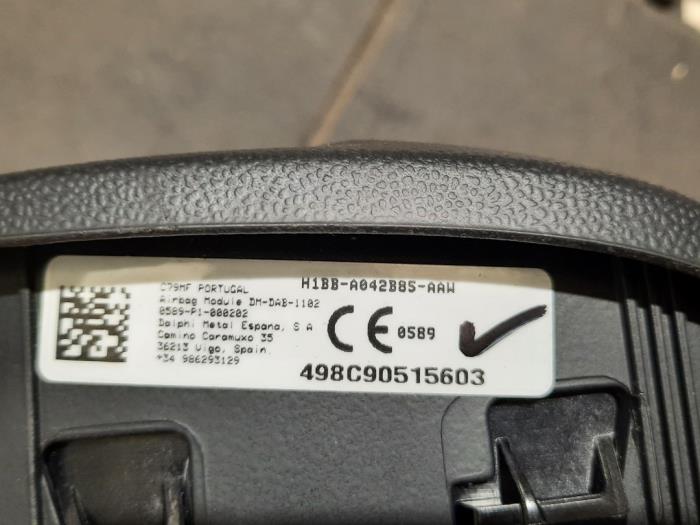 C79MF PORTUGAL
Airbag Module DM-DAB-1102
0589-P1-000202
Dalphi Metal Espana, S A
Camino Caramuxo 35
36213 Vigo, Spain
+34 986293129
H1BB-A042B85-AAW
CE 0589
498C90515603